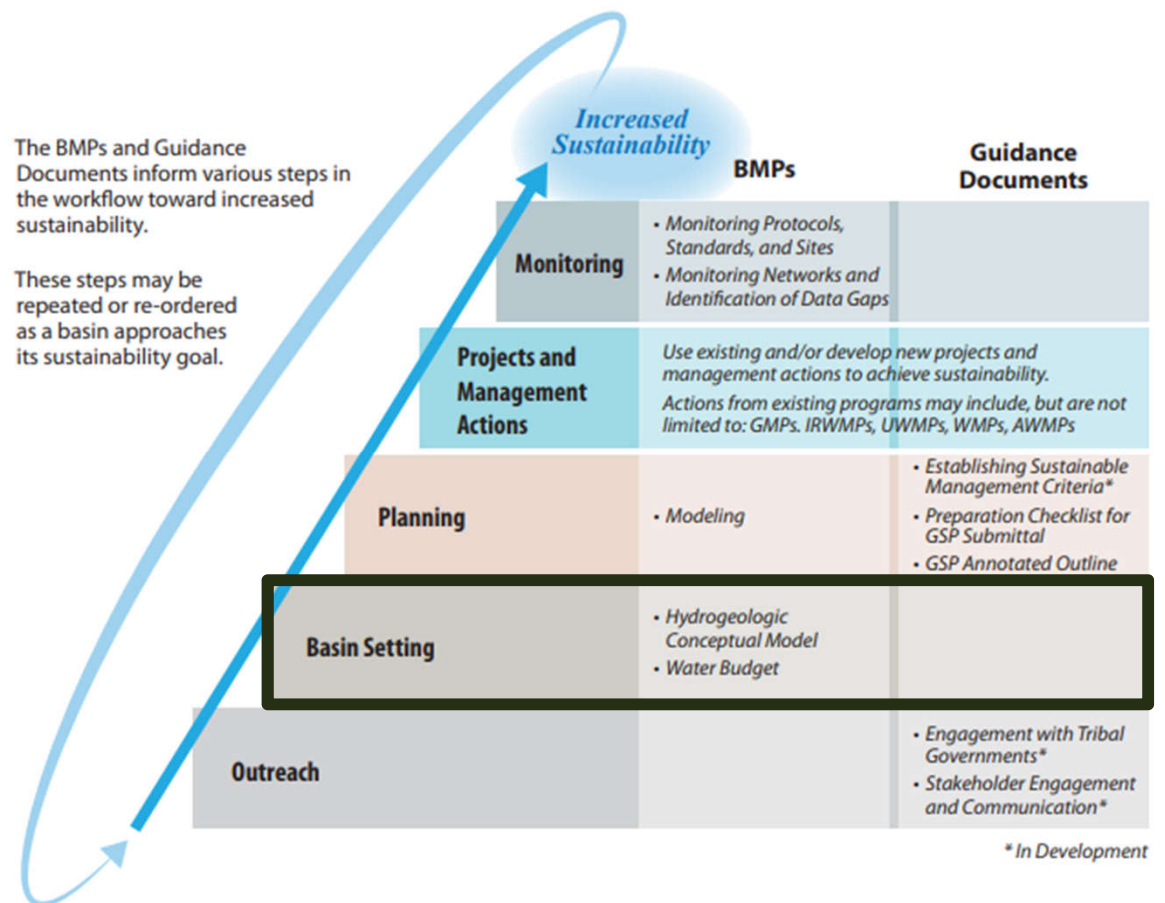 The BMPs and Guidance
Documents inform various steps in
the workflow toward increased
sustainability.
These steps may be
repeated or re-ordered
as a basin approaches
its sustainability goal.
Increased
Sustainability
BMPs
Guidance
Documents
Monitoring
• Monitoring Protocols,
Standards, and Sites
• Monitoring Networks and
Identification of Data Gaps
Projects and
Management
Actions
Use existing and/or develop new projects and
management actions to achieve sustainability.
Actions from existing programs may include, but are not
limited to: GMPs. IRWMPs, UWMPs, WMPs, AWMPs
Planning
• Modeling
• Establishing Sustainable
Management Criteria*
• Preparation Checklist for
GSP Submittal
• GSP Annotated Outline
Basin Setting
• Hydrogeologic
Conceptual Model
• Water Budget
Outreach
• Engagement with Tribal
Governments*
• Stakeholder Engagement
and Communication*
* In Development